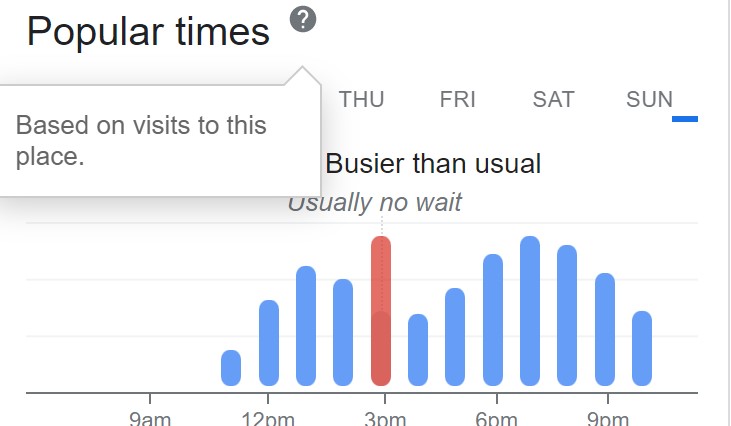 Popular times ?
THU FRI SAT SUN
Based on visits to this
place.
Busier than usual
Usually no wait
9am 12pm 3pm 6pm 9pm